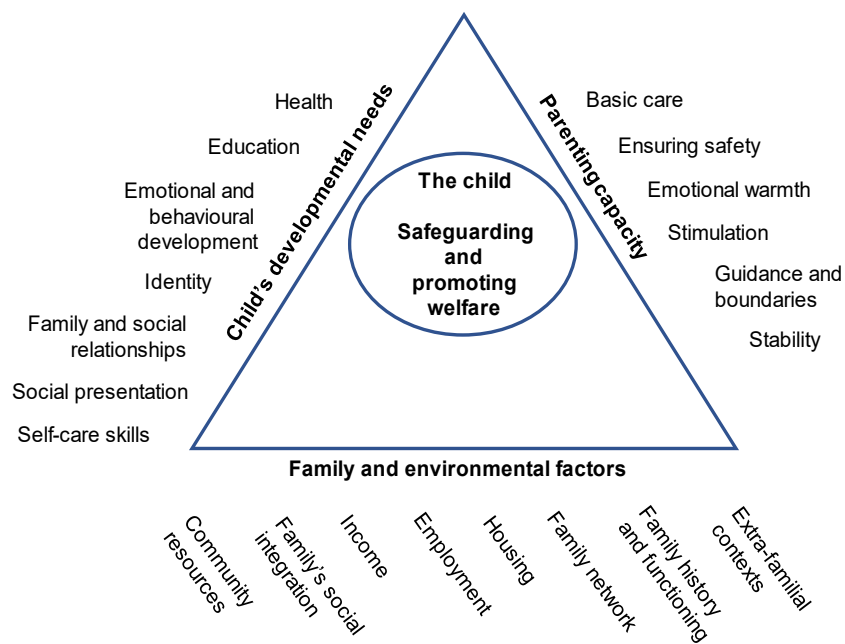 Health
Education
Emotional and
behavioural
development
Identity
Family and social
relationships
Social presentation
Self-care skills
Child's developmental needs
The child
Safeguarding
and
promoting
welfare
Parenting capacity
Basic care
Ensuring safety
Emotional warmth
Stimulation
Guidance and
boundaries
Stability
Family and environmental factors
Community
resources
Family's social
integration
Income
Employment
Housing
Family network
Family history
and functioning
Extra-familial
contexts